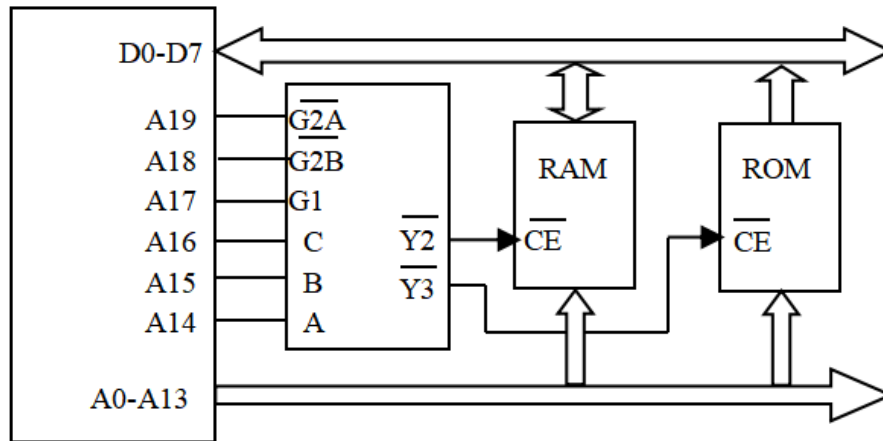 D0-D7
A19
A18
A17
A16
A15
A14
A0-A13
G2A
G2B
G1
C
B
A
Y2
Y3
RAM
CE
ROM
CE